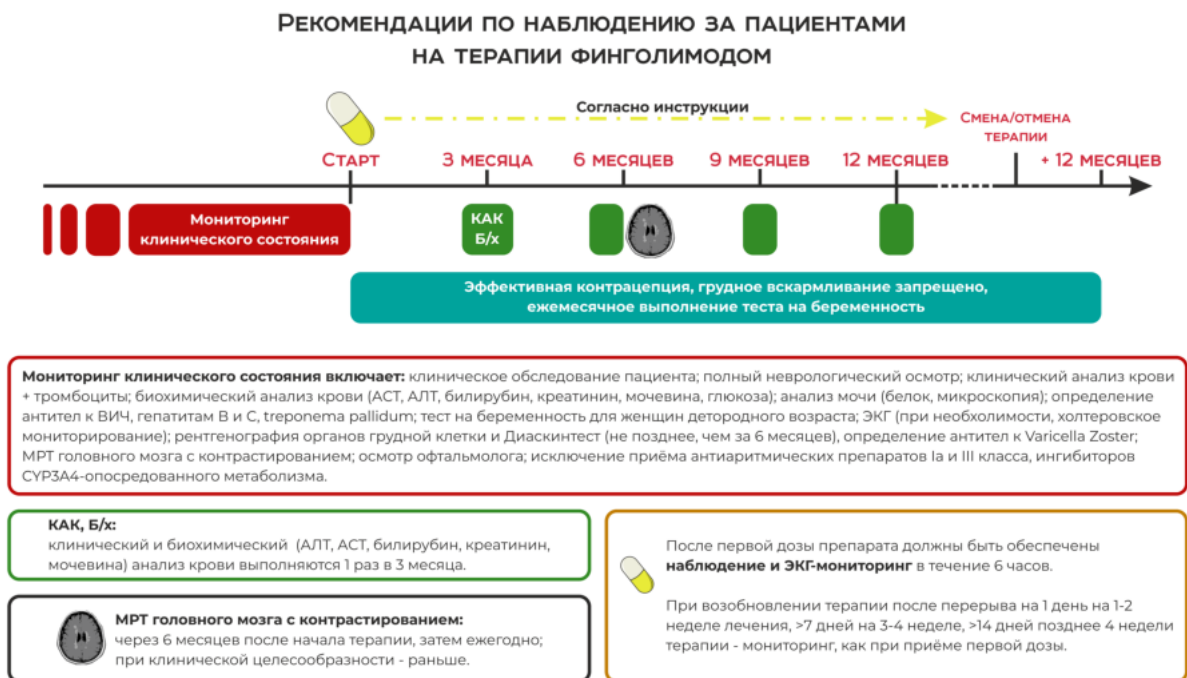 Рекомендации по наблюдению за пациентами
на терапии финголимодом
Согласно инструкции
Смена/отмена
терапии
Старт
3 месяца
6 месяцев
9 месяцев
12 месяцев
+ 12 месяцев
Мониторинг
клинического состояния
КАК
Б/х
Эффективная контрацепция, грудное вскармливание запрещено,
ежемесячное выполнение теста на беременность
Мониторинг клинического состояния включает: клиническое обследование пациента; полный неврологический осмотр; клинический анализ крови
+ тромбоциты; биохимический анализ крови (АСТ, АЛТ, билирубин, креатинин, мочевина, глюкоза); анализ мочи (белок, микроскопия); определение
антител к ВИЧ, гепатитам В и С, treponema pallidum; тест на беременность для женщин детородного возраста; ЭКГ (при необхолимости, холтеровское
мониторирование); рентгенография органов грудной клетки и Диаскинтест (не позднее, чем за 6 месяцев), определение антител к Varicella Zoster;
МРТ головного мозга с контрастированием; осмотр офтальмолога; исключение приёма антиаритмических препаратов Ia и III класса, ингибиторов
CYP3A4-опосредованного метаболизма.
КАК, Б/х:
клинический и биохимический (АЛТ, АСТ, билирубин, креатинин,
мочевина) анализ крови выполняются 1 раз в 3 месяца.
МРТ головного мозга с контрастированием:
через 6 месяцев после начала терапии, затем ежегодно;
при клинической целесообразности - раньше.
После первой дозы препарата должны быть обеспечены
наблюдение и ЭКГ-мониторинг в течение 6 часов.
При возобновлении терапии после перерыва на 1 день на 1-2
неделе лечения, >7 дней на 3-4 неделе, >14 дней позднее 4 недели
терапии - мониторинг, как при приёме первой дозы.